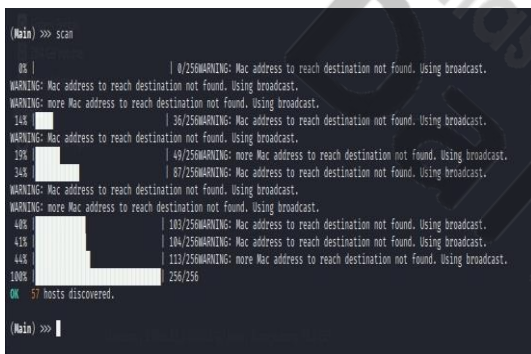 (Main) >>> scan
0% | | 0/256WARNING: Mac address to reach destination not found. Using broadcast.
WARNING: Mac address to reach destination not found. Using broadcast.
WARNING: more Mac address to reach destination not found. Using broadcast.
14% | | 36/256WARNING: Mac address to reach destination not found. Using broadcast.
WARNING: Mac address to reach destination not found. Using broadcast.
19% | | 49/256WARNING: more Mac address to reach destination not found. Using broadcast.
34% | | 87/256WARNING: Mac address to reach destination not found. Using broadcast.
WARNING: Mac address to reach destination not found. Using broadcast.
WARNING: more Mac address to reach destination not found. Using broadcast.
40% | | 103/256WARNING: Mac address to reach destination not found. Using broadcast.
41% | | 104/256WARNING: Mac address to reach destination not found. Using broadcast.
44% | | 113/256WARNING: more Mac address to reach destination not found. Using broadcast.
100% | | 256/256
OK 57 hosts discovered.
(Main) >>>